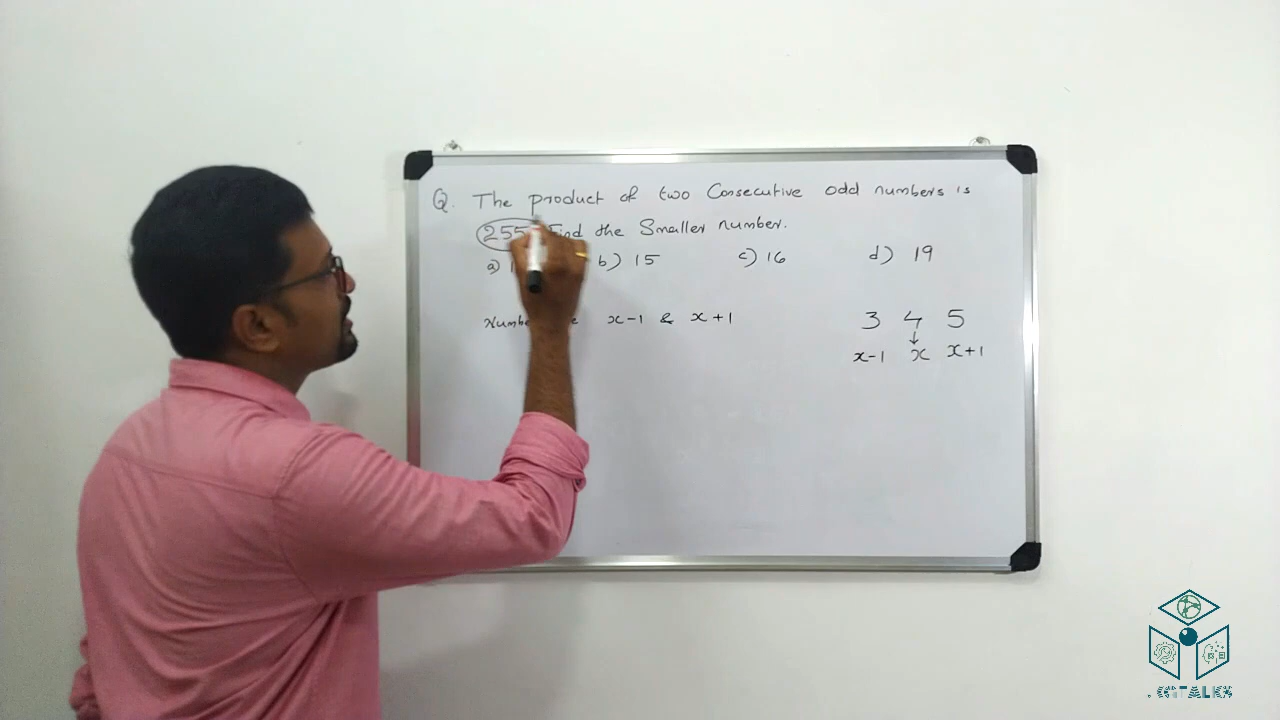 Q. The product of two Consecutive odd numbers is
255 Find the Smaller number.
a) b) 15 c) 16 d) 19
x-1 & x+1
3 4 5
↓
x-1 x x+1